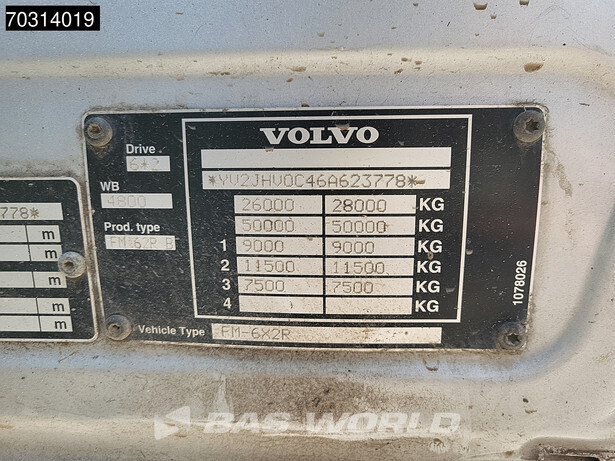 70314019
VOLVO
Drive
6*2
*YV2JHV0C46A623778*
WB
4800
26000 28000 KG
50000 50000 KG
Prod. type
FM 62R B
1 9000 9000 KG
2 11500 11500 KG
3 7500 7500 KG
4 KG
Vehicle Type FM-6X2R
1078026
778*
m
m
m
m
BAS WORLD